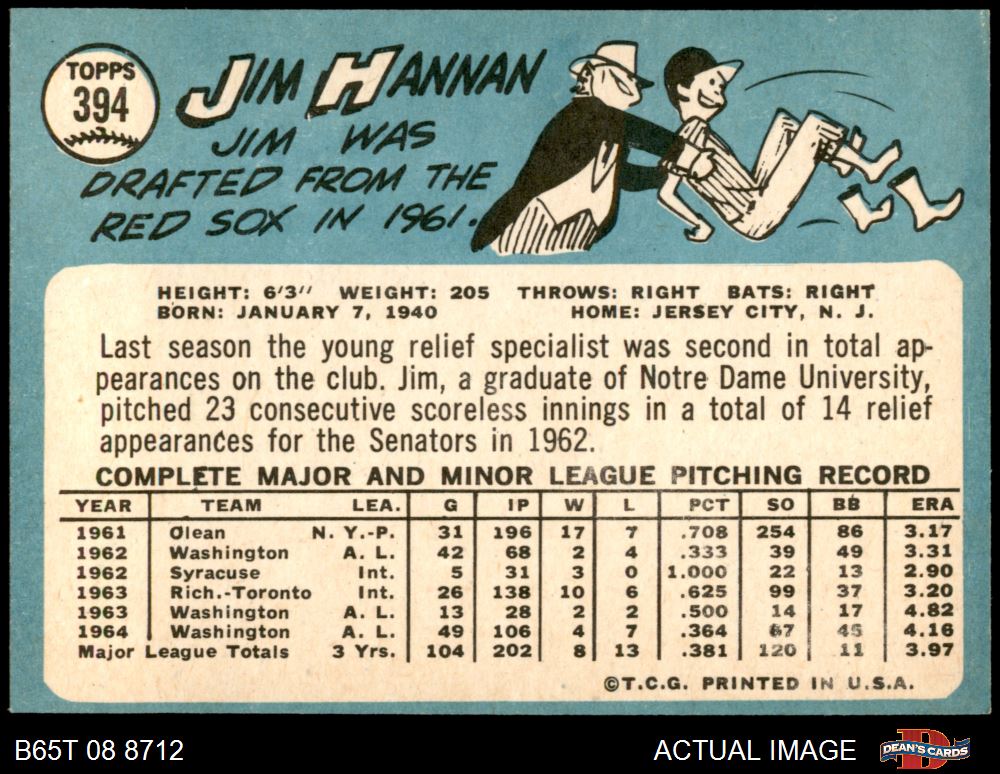 TOPPS
394
JIM HANNAN
JIM WAS
DRAFTED FROM THE
RED SOX IN 1961.
HEIGHT: 6'3" WEIGHT: 205 THROWS: RIGHT BATS: RIGHT
BORN: JANUARY 7, 1940 HOME: JERSEY CITY, N. J.
Last season the young relief specialist was second in total ap-
pearances on the club. Jim, a graduate of Notre Dame University,
pitched 23 consecutive scoreless innings in a total of 14 relief
appearances for the Senators in 1962.
COMPLETE MAJOR AND MINOR LEAGUE PITCHING RECORD
YEAR TEAM LEA. G IP W L PCT SO BB ERA
1961 Olean N. Y.-P. 31 196 17 7 .708 254 86 3.17
1962 Washington A. L. 42 68 2 4 .333 39 49 3.31
1962 Syracuse Int. 5 31 3 0 1.000 22 13 2.90
1963 Rich.-Toronto Int. 26 138 10 6 .625 99 37 3.20
1963 Washington A. L. 13 28 2 2 .500 14 17 4.82
1964 Washington A. L. 49 106 4 7 .364 67 45 4.16
Major League Totals 3 Yrs. 104 202 8 13 .381 120 11 3.97
©T.C.G. PRINTED IN U.S.A.
B65T 08 8712 ACTUAL IMAGE DEAN'S CARDS